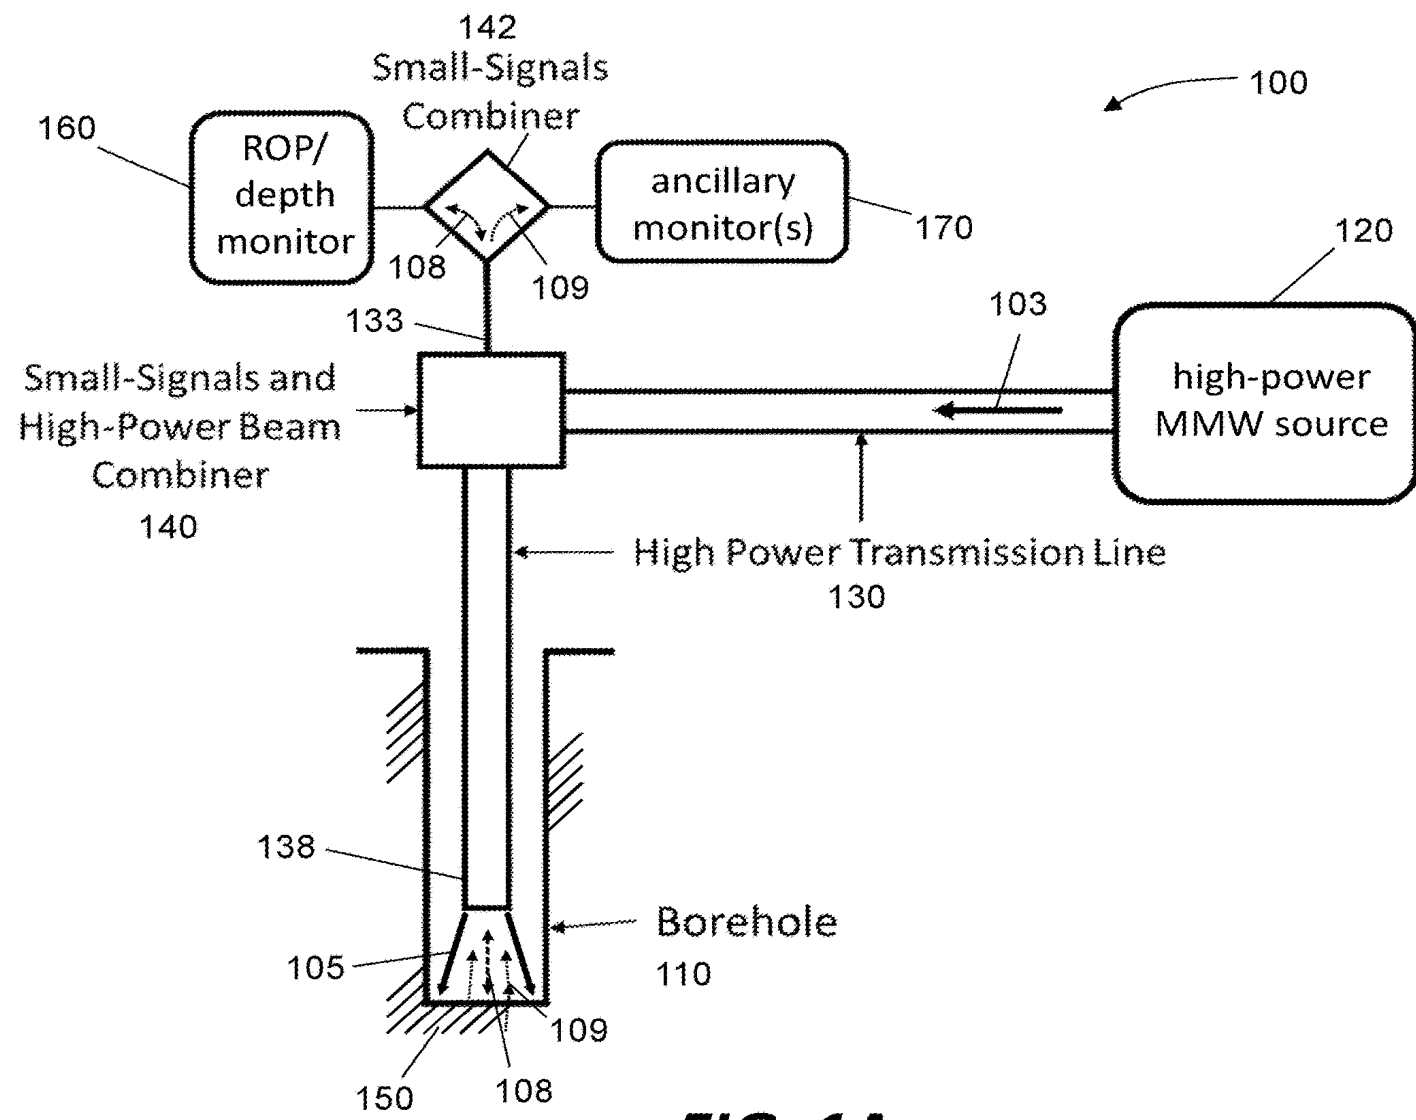 142
Small-Signals
Combiner
100
160
ROP/
depth
monitor
ancillary
monitor(s)
170
108
109
120
103
133
high-power
MMW source
Small-Signals and
High-Power Beam
Combiner
140
High Power Transmission Line
130
138
Borehole
110
105
109
108
150